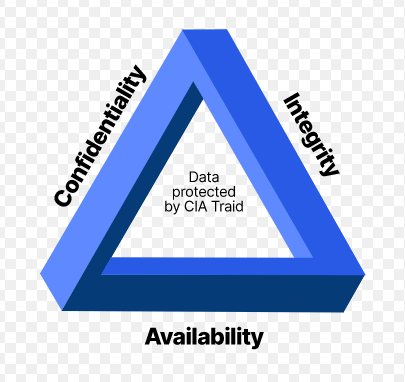 Confidentiality
Integrity
Data
protected
by CIA Traid
Availability